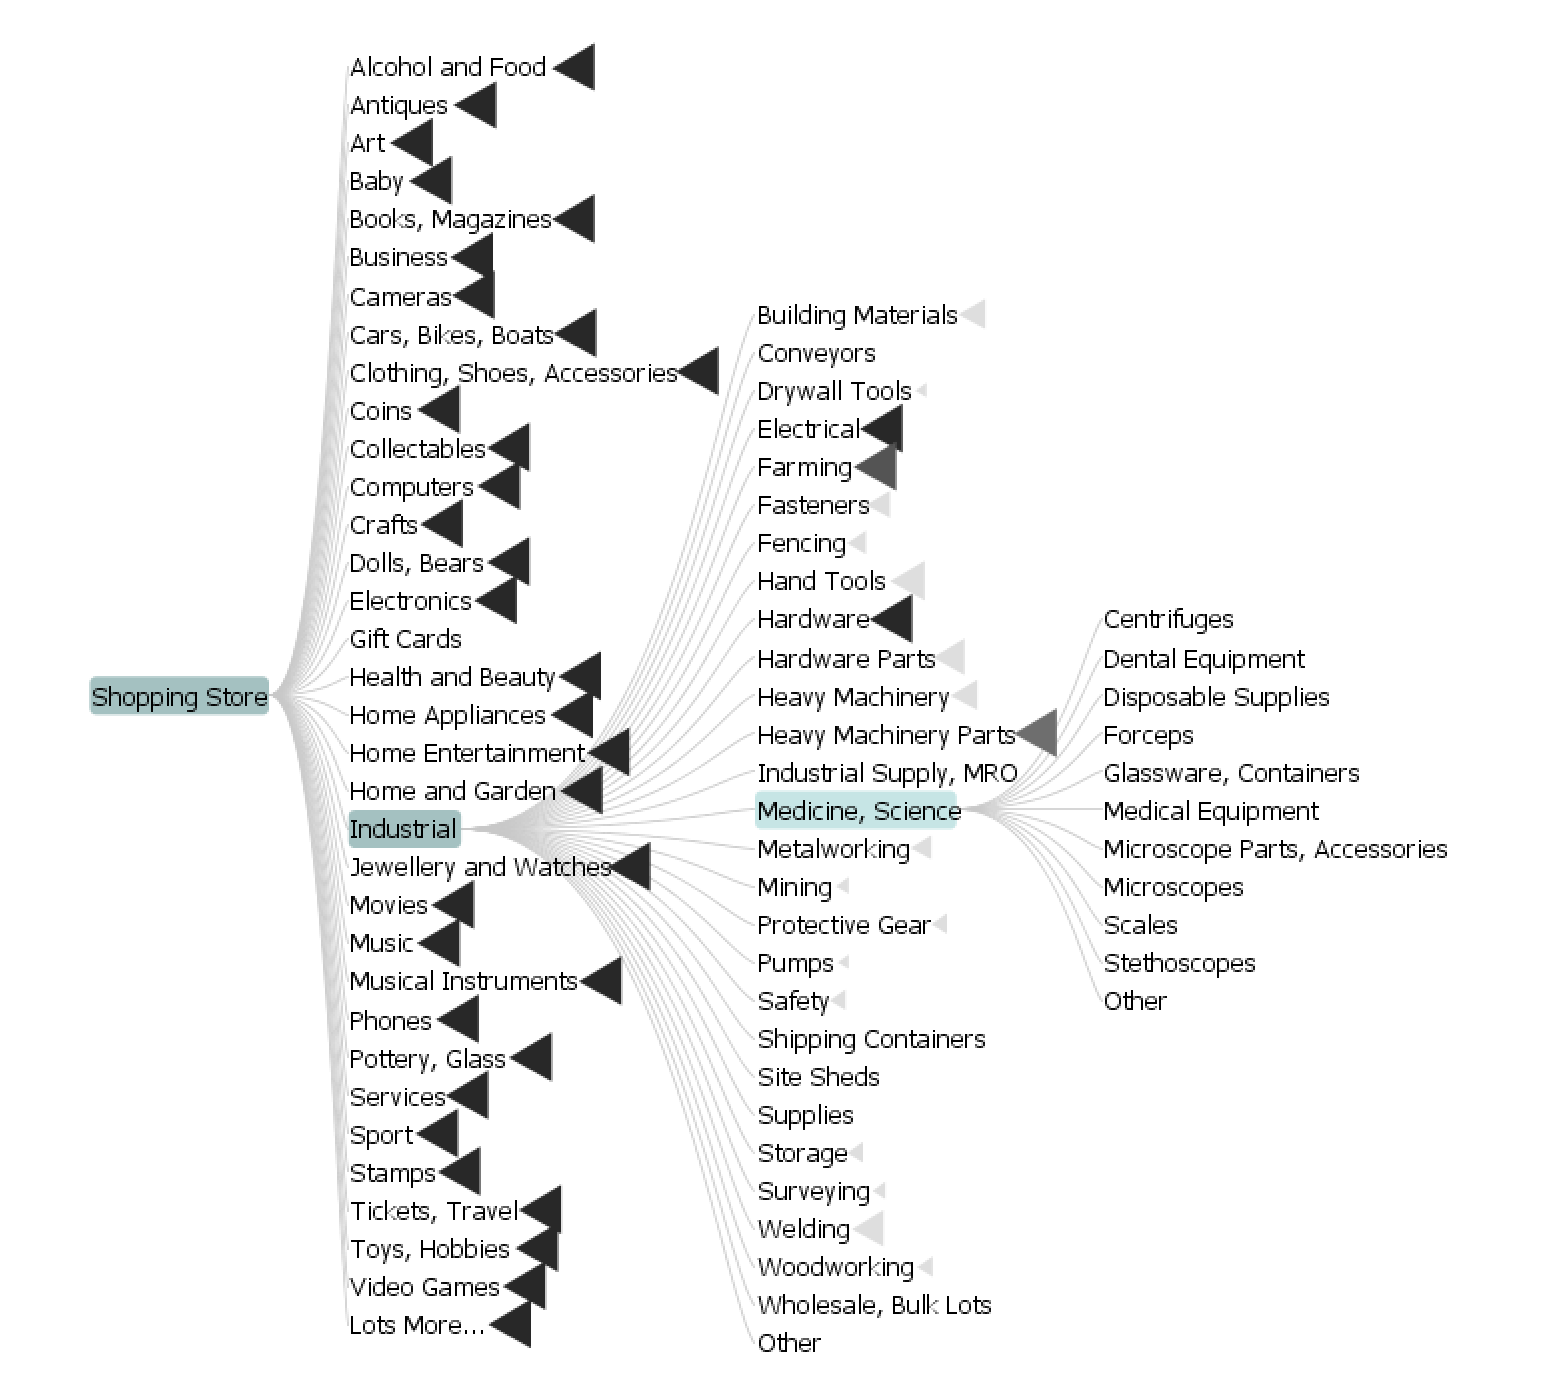 Shopping Store
Alcohol and Food
Antiques
Art
Baby
Books, Magazines
Business
Cameras
Cars, Bikes, Boats
Clothing, Shoes, Accessories
Coins
Collectables
Computers
Crafts
Dolls, Bears
Electronics
Gift Cards
Health and Beauty
Home Appliances
Home Entertainment
Home and Garden
Industrial
Jewellery and Watches
Movies
Music
Musical Instruments
Phones
Pottery, Glass
Services
Sport
Stamps
Tickets, Travel
Toys, Hobbies
Video Games
Lots More...
Building Materials
Conveyors
Drywall Tools
Electrical
Farming
Fasteners
Fencing
Hand Tools
Hardware
Hardware Parts
Heavy Machinery
Heavy Machinery Parts
Industrial Supply, MRO
Medicine, Science
Metalworking
Mining
Protective Gear
Pumps
Safety
Shipping Containers
Site Sheds
Supplies
Storage
Surveying
Welding
Woodworking
Wholesale, Bulk Lots
Other
Centrifuges
Dental Equipment
Disposable Supplies
Forceps
Glassware, Containers
Medical Equipment
Microscope Parts, Accessories
Microscopes
Scales
Stethoscopes
Other